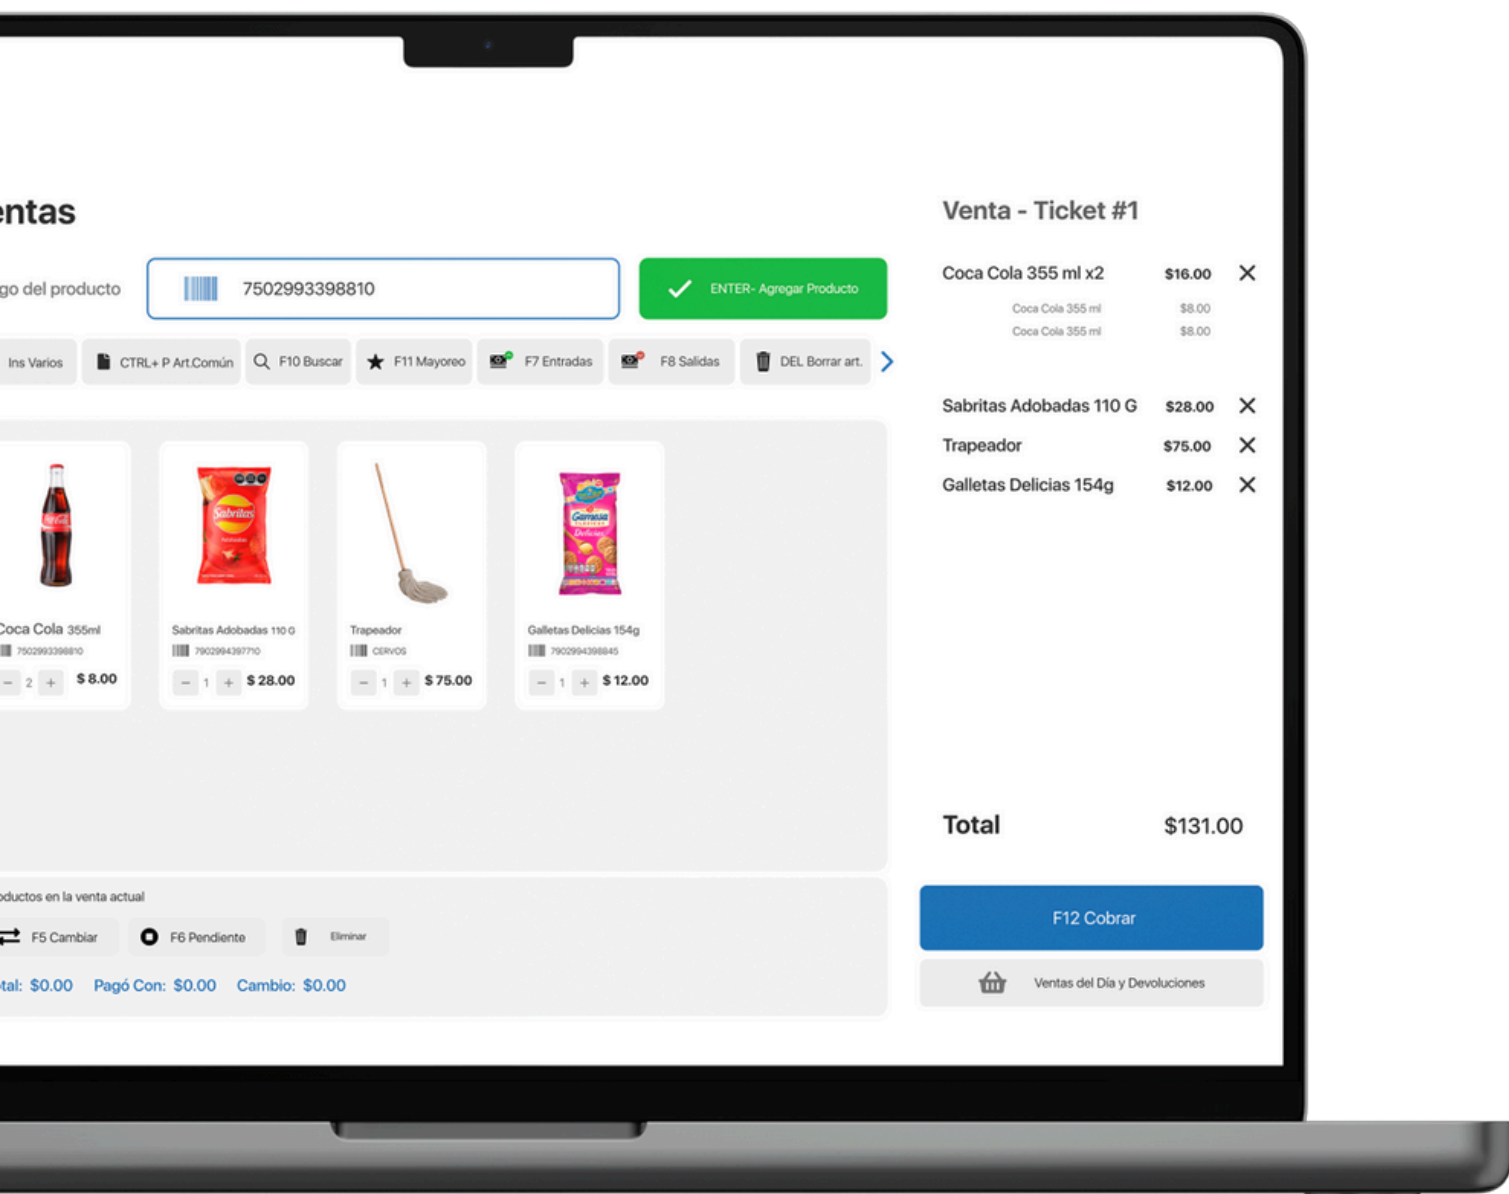 entas
Venta - Ticket #1
go del producto
7502993398810
ENTER- Agregar Producto
Ins Varios
CTRL+ P Art.Común
F10 Buscar
F11 Mayoreo
F7 Entradas
F8 Salidas
DEL Borrar art.
Coca Cola 355 ml x2 $16.00
Coca Cola 355 ml $8.00
Coca Cola 355 ml $8.00
Sabritas Adobadas 110 G $28.00
Trapeador $75.00
Galletas Delicias 154g $12.00
Sabritas
Gamesa
Delicias
Coca Cola 355ml
7502993398810
- 2 + $ 8.00
Sabritas Adobadas 110 G
7902994397710
- 1 + $ 28.00
Trapeador
CERVOS
- 1 + $ 75.00
Galletas Delicias 154g
7902994398845
- 1 + $ 12.00
Total $131.00
oductos en la venta actual
F5 Cambiar
F6 Pendiente
Eliminar
tal: $0.00 Pagó Con: $0.00 Cambio: $0.00
F12 Cobrar
Ventas del Día y Devoluciones